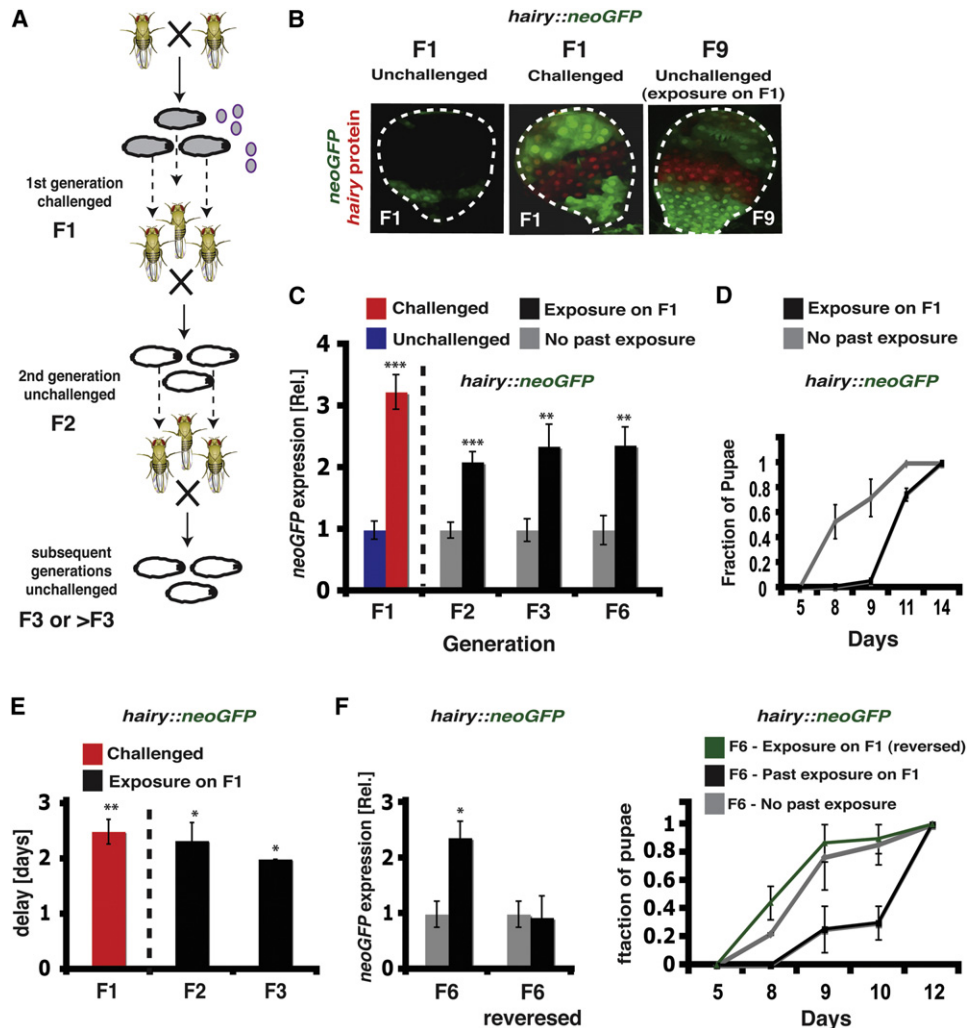 A
1st generation
challenged
F1
2nd generation
unchallenged
F2
subsequent
generations
unchallenged
F3 or >F3
B
hairy::neoGFP
F1
Unchallenged
F1
Challenged
F9
Unchallenged
(exposure on F1)
neoGFP
hairy protein
F1
F1
F9
C
Challenged
Unchallenged
Exposure on F1
No past exposure
hairy::neoGFP
neoGFP expression [Rel.]
4
3
2
1
0
***
***
**
**
F1
F2
F3
F6
Generation
D
Exposure on F1
No past exposure
hairy::neoGFP
Fraction of Pupae
1
0.8
0.6
0.4
0.2
0
5
8
9
11
14
Days
E
hairy::neoGFP
Challenged
Exposure on F1
delay [days]
3
2
1
0
**
*
*
F1
F2
F3
F
hairy::neoGFP
neoGFP expression [Rel.]
3
2
1
0
*
F6
F6
reveresed
hairy::neoGFP
F6 - Exposure on F1 (reversed)
F6 - Past exposure on F1
F6 - No past exposure
ftaction of pupae
1
0.8
0.6
0.4
0.2
0
5
8
9
10
12
Days